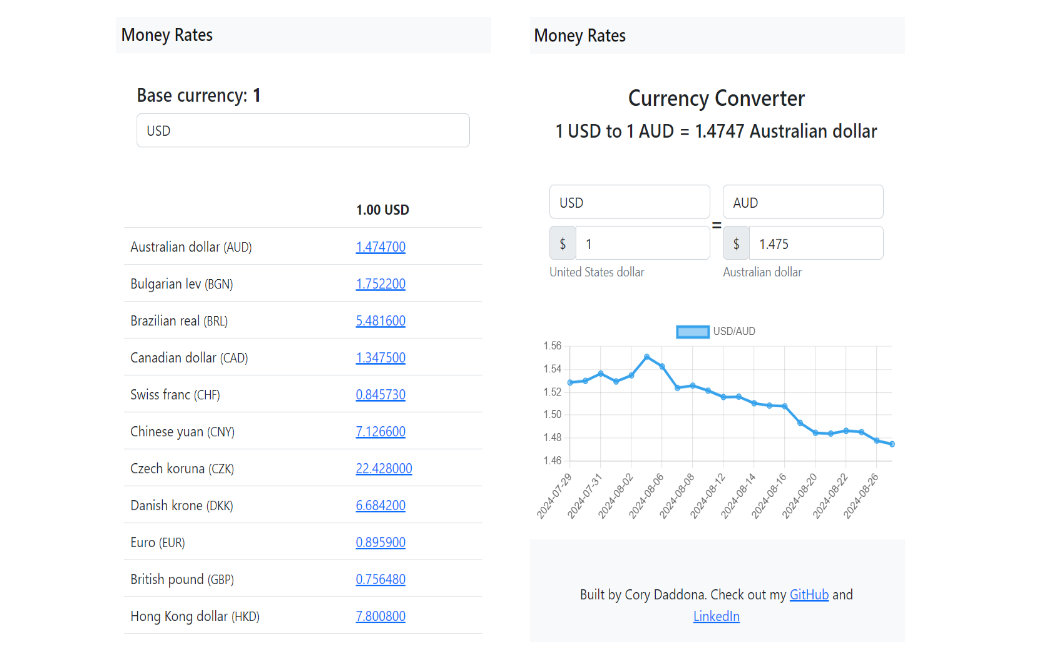 Money Rates
Base currency: 1
USD
1.00 USD
Australian dollar (AUD) 1.474700
Bulgarian lev (BGN) 1.752200
Brazilian real (BRL) 5.481600
Canadian dollar (CAD) 1.347500
Swiss franc (CHF) 0.845730
Chinese yuan (CNY) 7.126600
Czech koruna (CZK) 22.428000
Danish krone (DKK) 6.684200
Euro (EUR) 0.895900
British pound (GBP) 0.756480
Hong Kong dollar (HKD) 7.800800
Money Rates
Currency Converter
1 USD to 1 AUD = 1.4747 Australian dollar
USD AUD
=
$ 1 $ 1.475
United States dollar Australian dollar
USD/AUD
1.56
1.54
1.52
1.50
1.48
1.46
2024-07-29 2024-07-31 2024-08-02 2024-08-06 2024-08-08 2024-08-12 2024-08-14 2024-08-16 2024-08-20 2024-08-22 2024-08-26
Built by Cory Daddona. Check out my GitHub and
LinkedIn